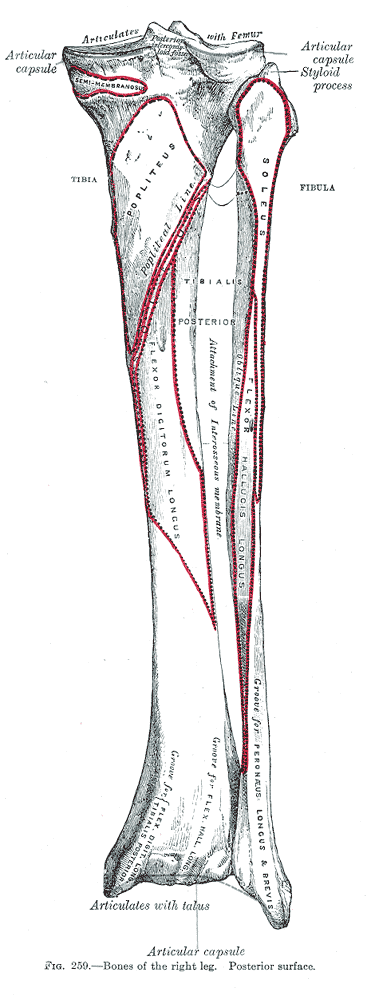 Articulates with Femur
Posterior
Articular
capsule
Articular
capsule
Styloid
process
SEMI-MEMBRANOSUS
POPLITEUS
SOLEUS
TIBIA
FIBULA
Popliteal Line
TIBIALIS
POSTERIOR
FLEXOR DIGITORUM LONGUS
Attachment of Interosseous membrane
oblique line
FLEXOR HALLUCIS LONGUS
Groove for PERONÆUS LONGUS & BREVIS
Groove for FLEX. DIGIT. LONG.
TIBIALIS POSTERIOR
Groove for FLEX. HALL. LONG.
Articulates with talus
Articular capsule
FIG. 259.—Bones of the right leg. Posterior surface.